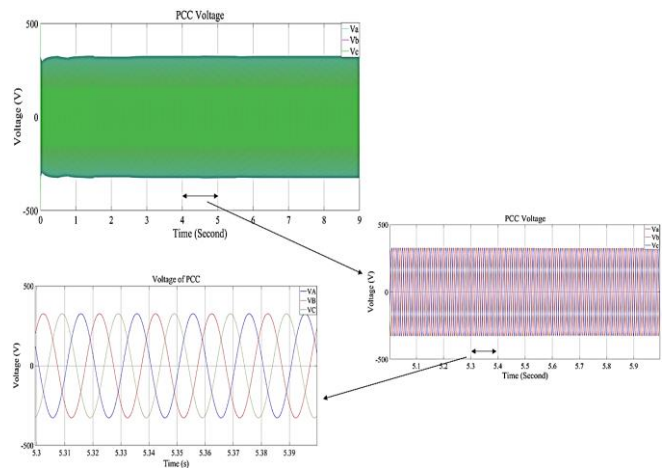 PCC Voltage
500
Va
Vb
Vc
Voltage (V)
0
-500
0 1 2 3 4 5 6 7 8 9
Time (Second)
PCC Voltage
500
Va
Vb
Vc
Voltage (V)
0
-500
5.1 5.2 5.3 5.4 5.5 5.6 5.7 5.8 5.9
Time (Second)
Voltage of PCC
500
VA
VB
VC
Voltage (V)
0
-500
5.3 5.31 5.32 5.33 5.34 5.35 5.36 5.37 5.38 5.39
Time (s)